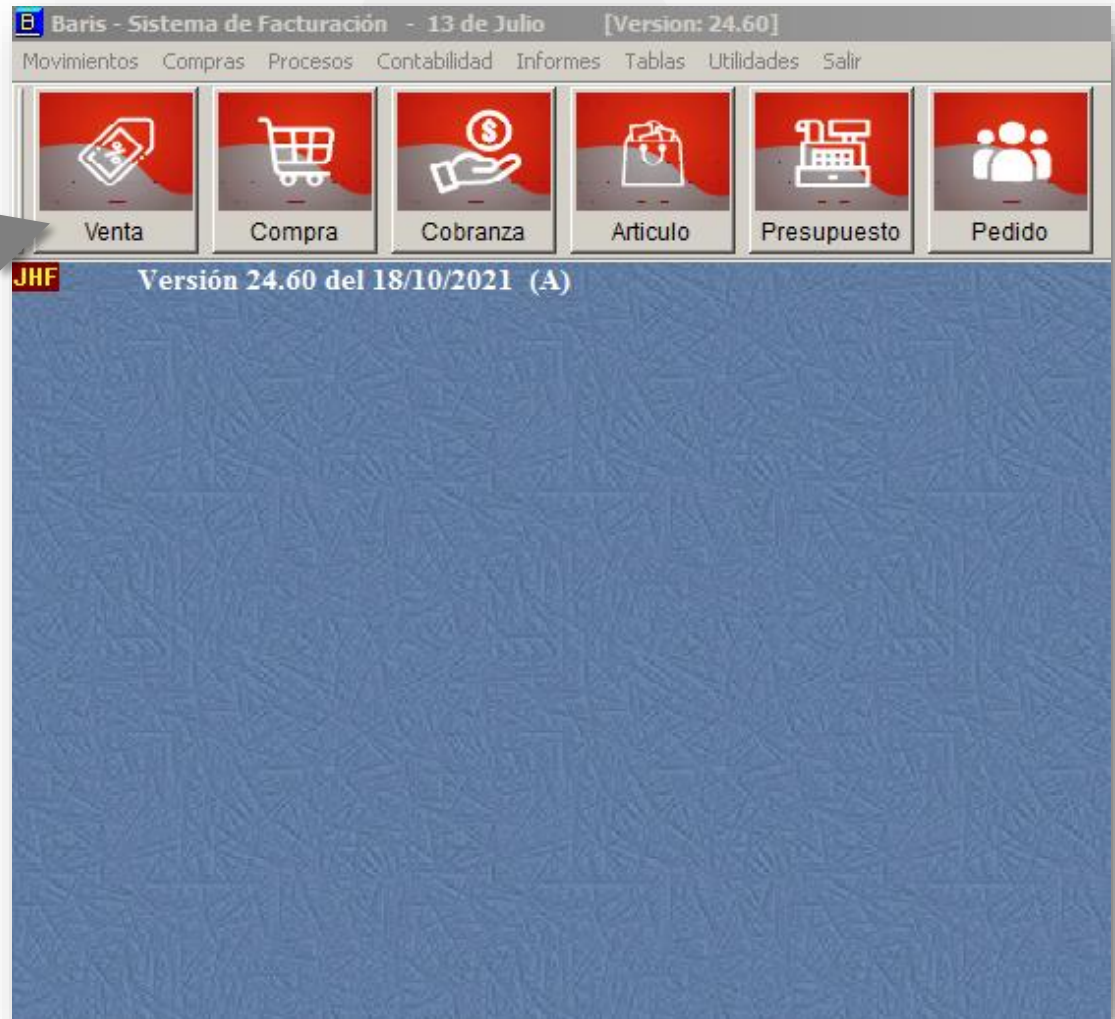 B Baris - Sistema de Facturación - 13 de Julio [Version: 24.60]
Movimientos Compras Procesos Contabilidad Informes Tablas Utilidades Salir
Venta Compra Cobranza Articulo Presupuesto Pedido
JHF Versión 24.60 del 18/10/2021 (A)